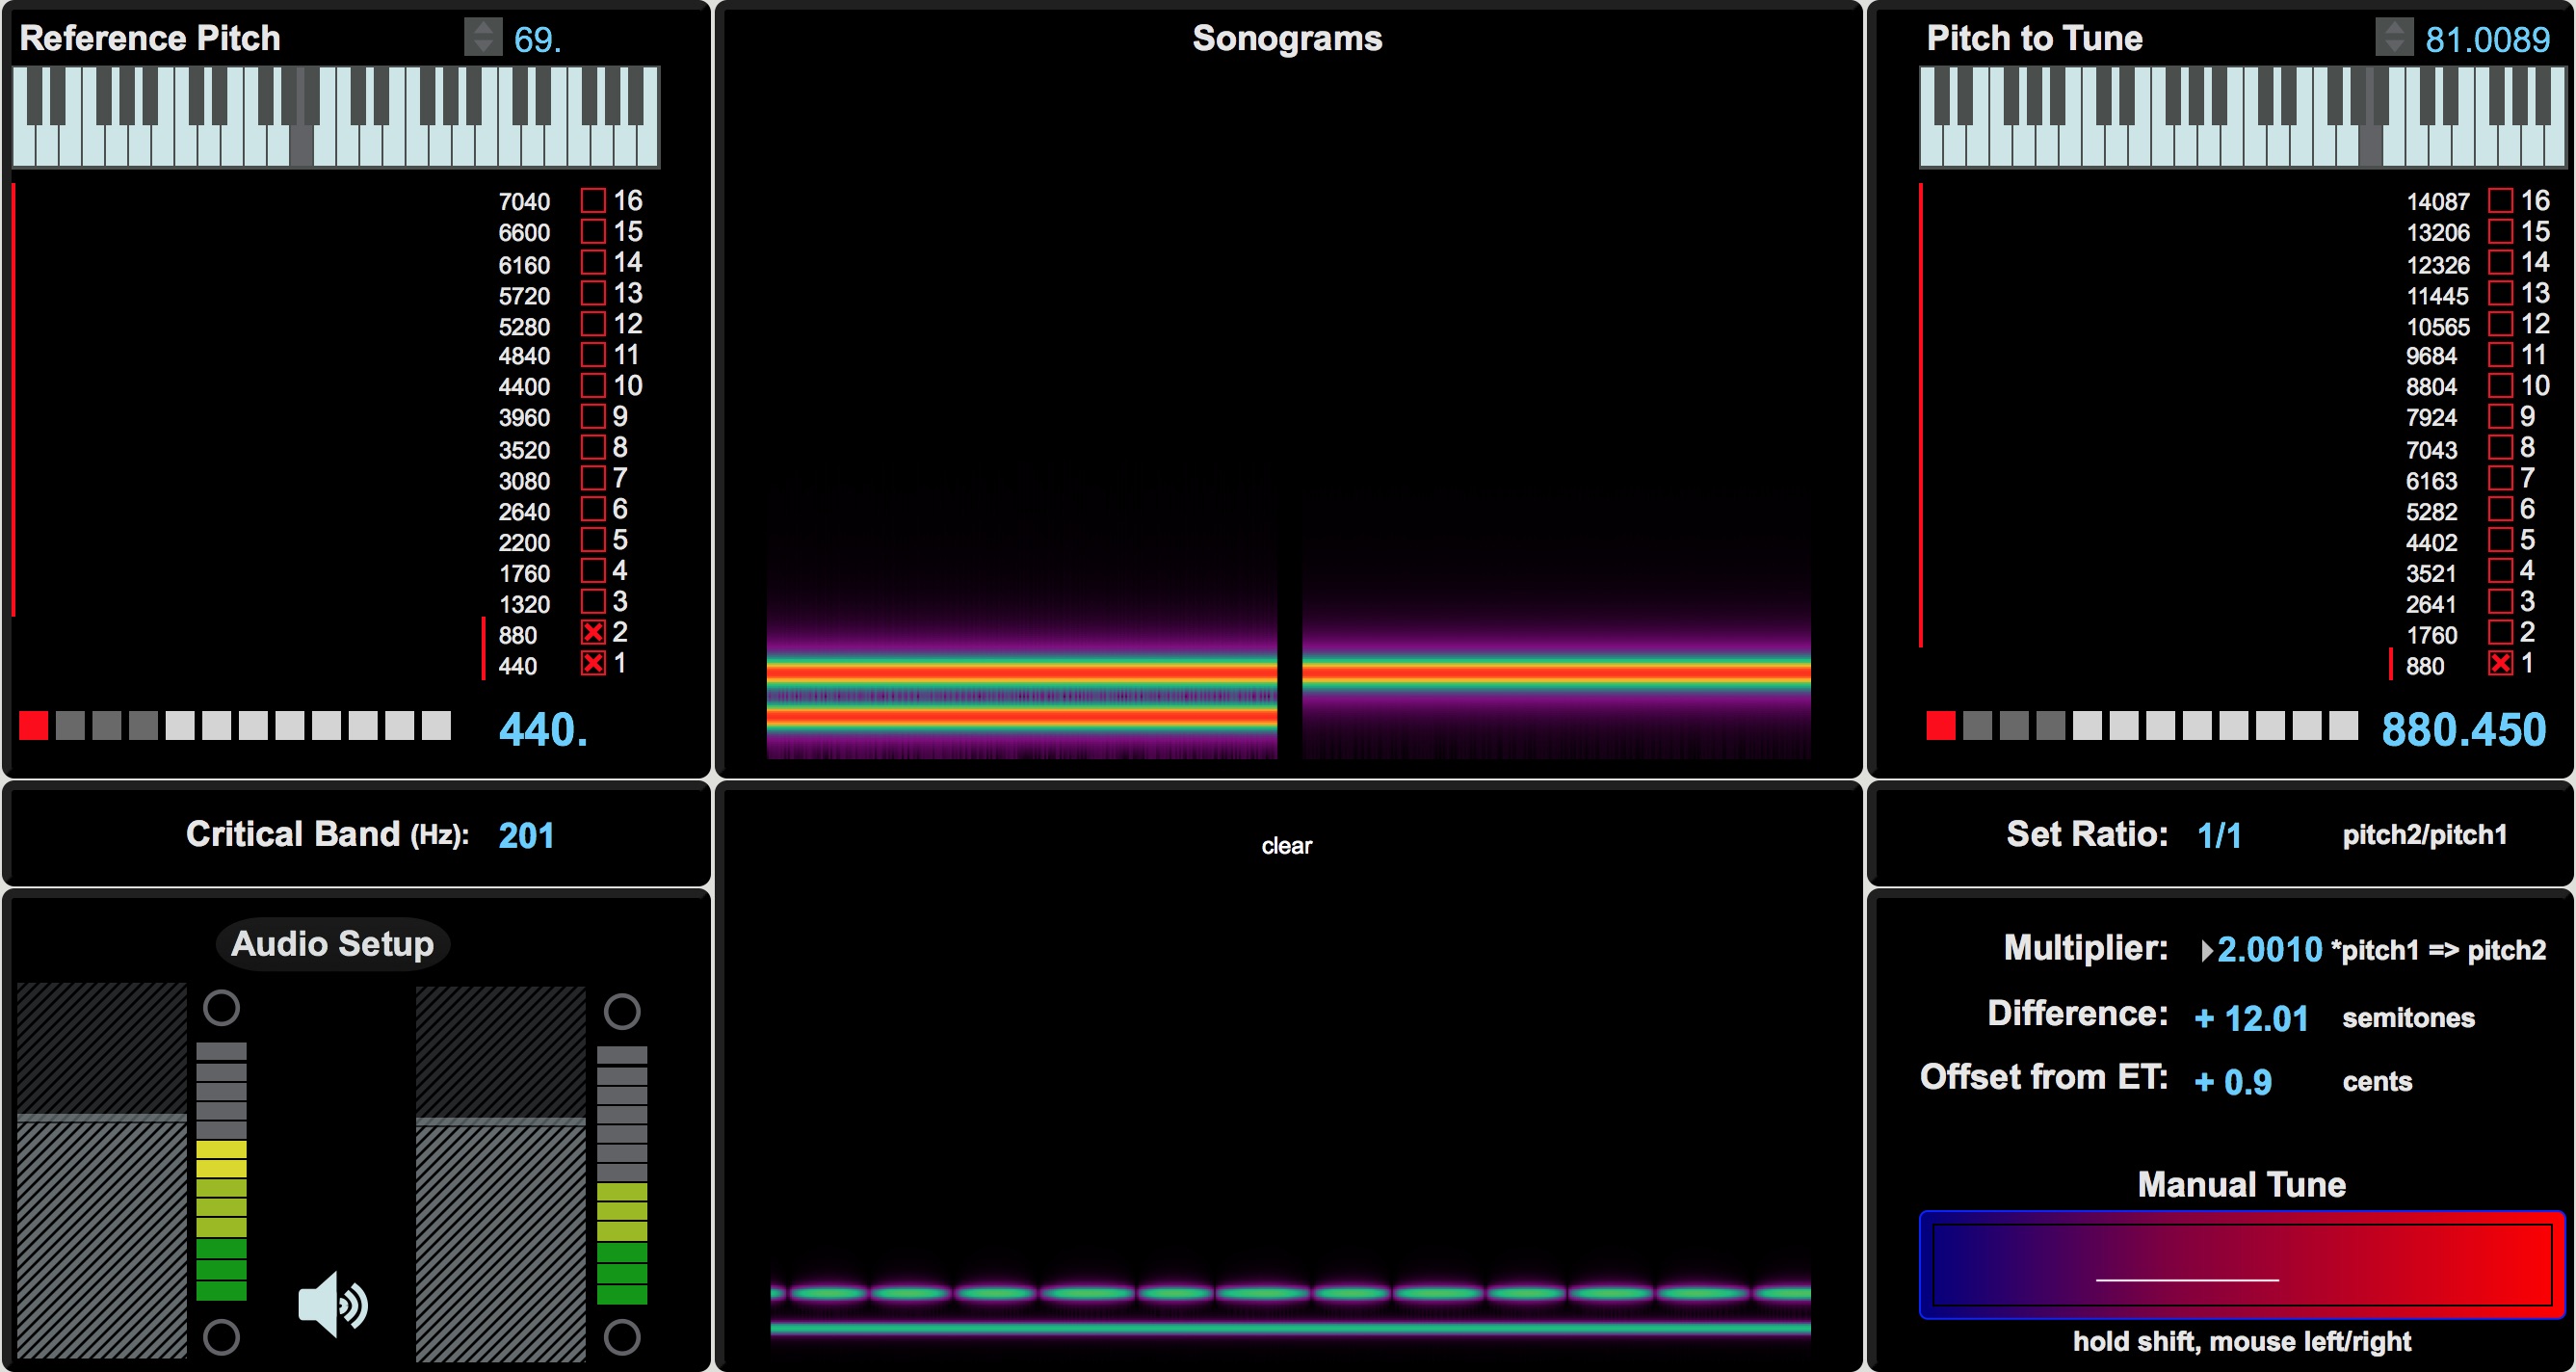 Reference Pitch 69.
7040 16
6600 15
6160 14
5720 13
5280 12
4840 11
4400 10
3960 9
3520 8
3080 7
2640 6
2200 5
1760 4
1320 3
880 2
440 1
440.
Sonograms
Pitch to Tune 81.0089
14087 16
13206 15
12326 14
11445 13
10565 12
9684 11
8804 10
7924 9
7043 8
6163 7
5282 6
4402 5
3521 4
2641 3
1760 2
880 1
880.450
Critical Band (Hz): 201
Audio Setup
clear
Set Ratio: 1/1 pitch2/pitch1
Multiplier: 2.0010 *pitch1 => pitch2
Difference: + 12.01 semitones
Offset from ET: + 0.9 cents
Manual Tune
hold shift, mouse left/right